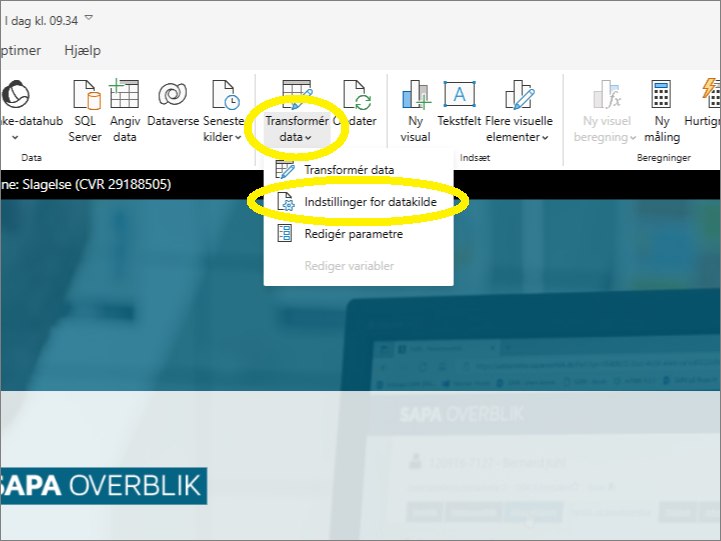 I dag kl. 09.34
ptimer Hjælp
ke-datahub
SQL
Server
Angiv
data
Dataverse
Seneste
kilder
Transformér
data
Opdater
Ny
visual
Tekstfelt
Flere visuelle
elementer
Ny visuel
beregning
Ny
måling
Hurtig
Data
Indsæt
Beregninger
Transformér data
ne: Slagelse (CVR 29188505)
Indstillinger for datakilde
Redigér parametre
Rediger variabler
SAPA OVERBLIK
SAPA OVERBLIK